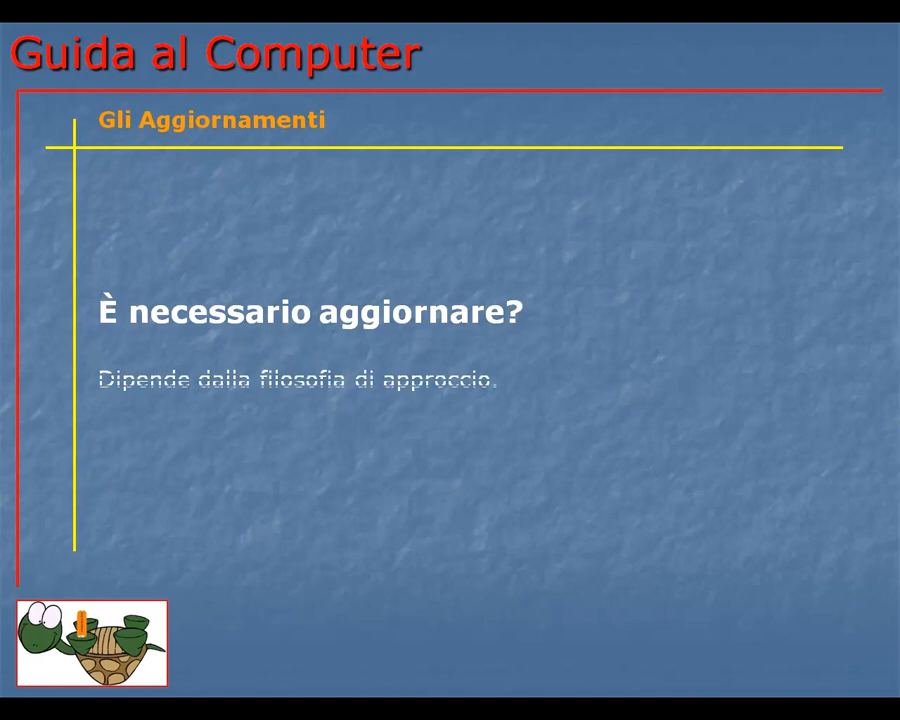 Guida al Computer
Gli Aggiornamenti
È necessario aggiornare?
Dipende dalla filosofia di approccio.